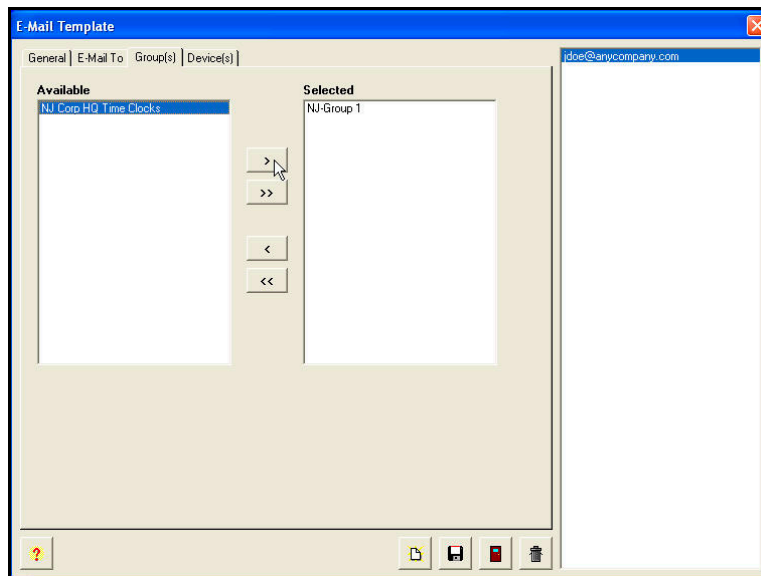 E-Mail Template
General E-Mail To Group(s) Device(s)
jdoe@anycompany.com
Available Selected
NJ Corp HQ Time Clocks NJ-Group 1
>
>>
<
<<
?